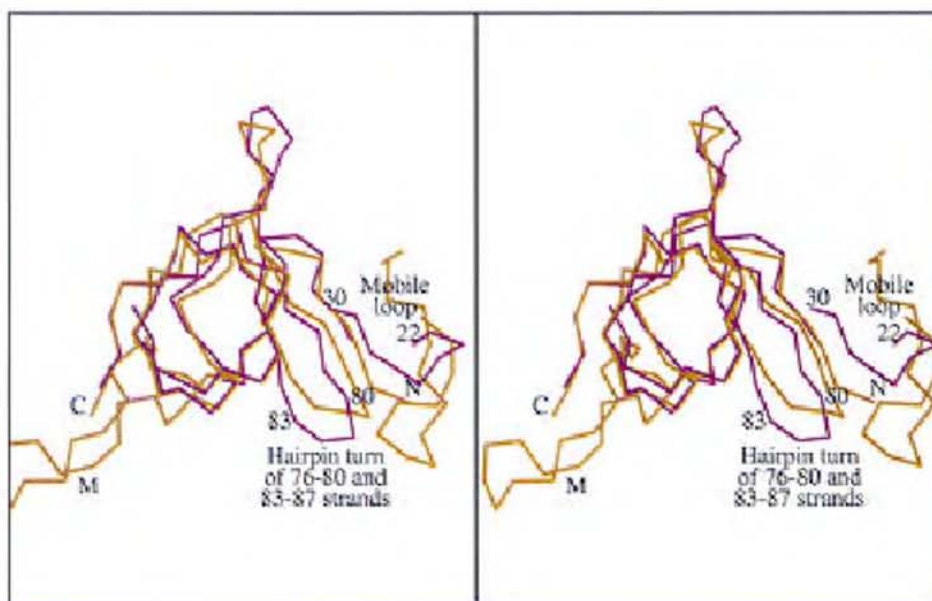 Mobile
30 loop
22
C 80 N
83
Hairpin turn
of 76-80 and
M 83-87 strands
Mobile
30 loop
22
C 80 N
83
Hairpin turn
of 76-80 and
M 83-87 strands